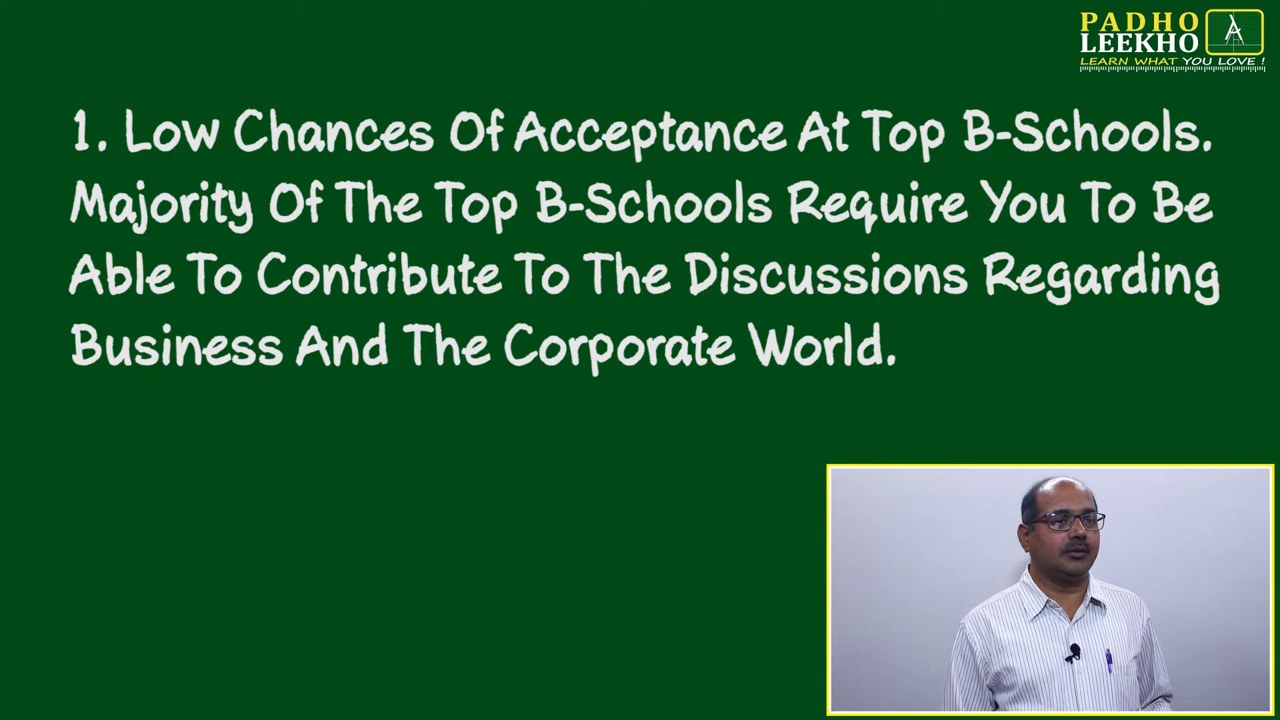 PADHO
LEEKHO
LEARN WHAT YOU LOVE !
1. Low Chances Of Acceptance At Top B-Schools.
Majority Of The Top B-Schools Require You To Be
Able To Contribute To The Discussions Regarding
Business And The Corporate World.